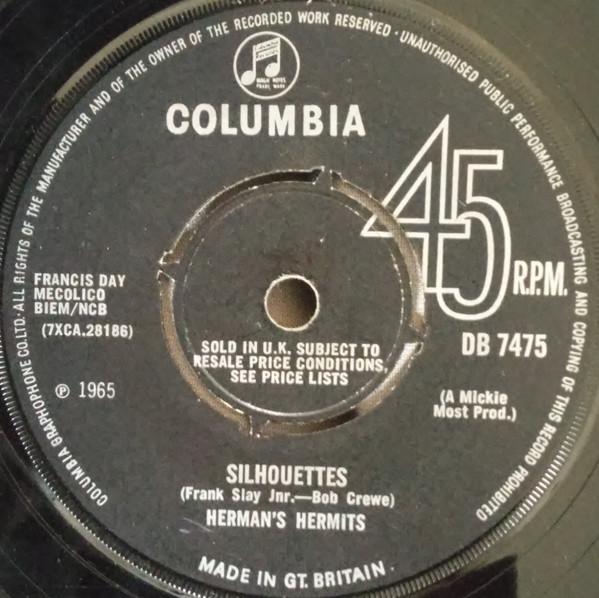 COLUMBIA GRAPHOPHONE CO.LTD. ALL RIGHTS OF THE MANUFACTURER AND OF THE OWNER OF THE RECORDED WORK RESERVED · UNAUTHORISED PUBLIC PERFORMANCE BROADCASTING AND COPYING OF THIS RECORD PROHIBITED
MAGIC NOTES
TRADE MARK
COLUMBIA
45
R.P.M.
FRANCIS DAY
MECOLICO
BIEM/NCB
(7XCA.28186)
℗ 1965
SOLD IN U.K. SUBJECT TO
RESALE PRICE CONDITIONS,
SEE PRICE LISTS
DB 7475
(A Mickie
Most Prod.)
SILHOUETTES
(Frank Slay Jnr.—Bob Crewe)
HERMAN'S HERMITS
MADE IN GT. BRITAIN.